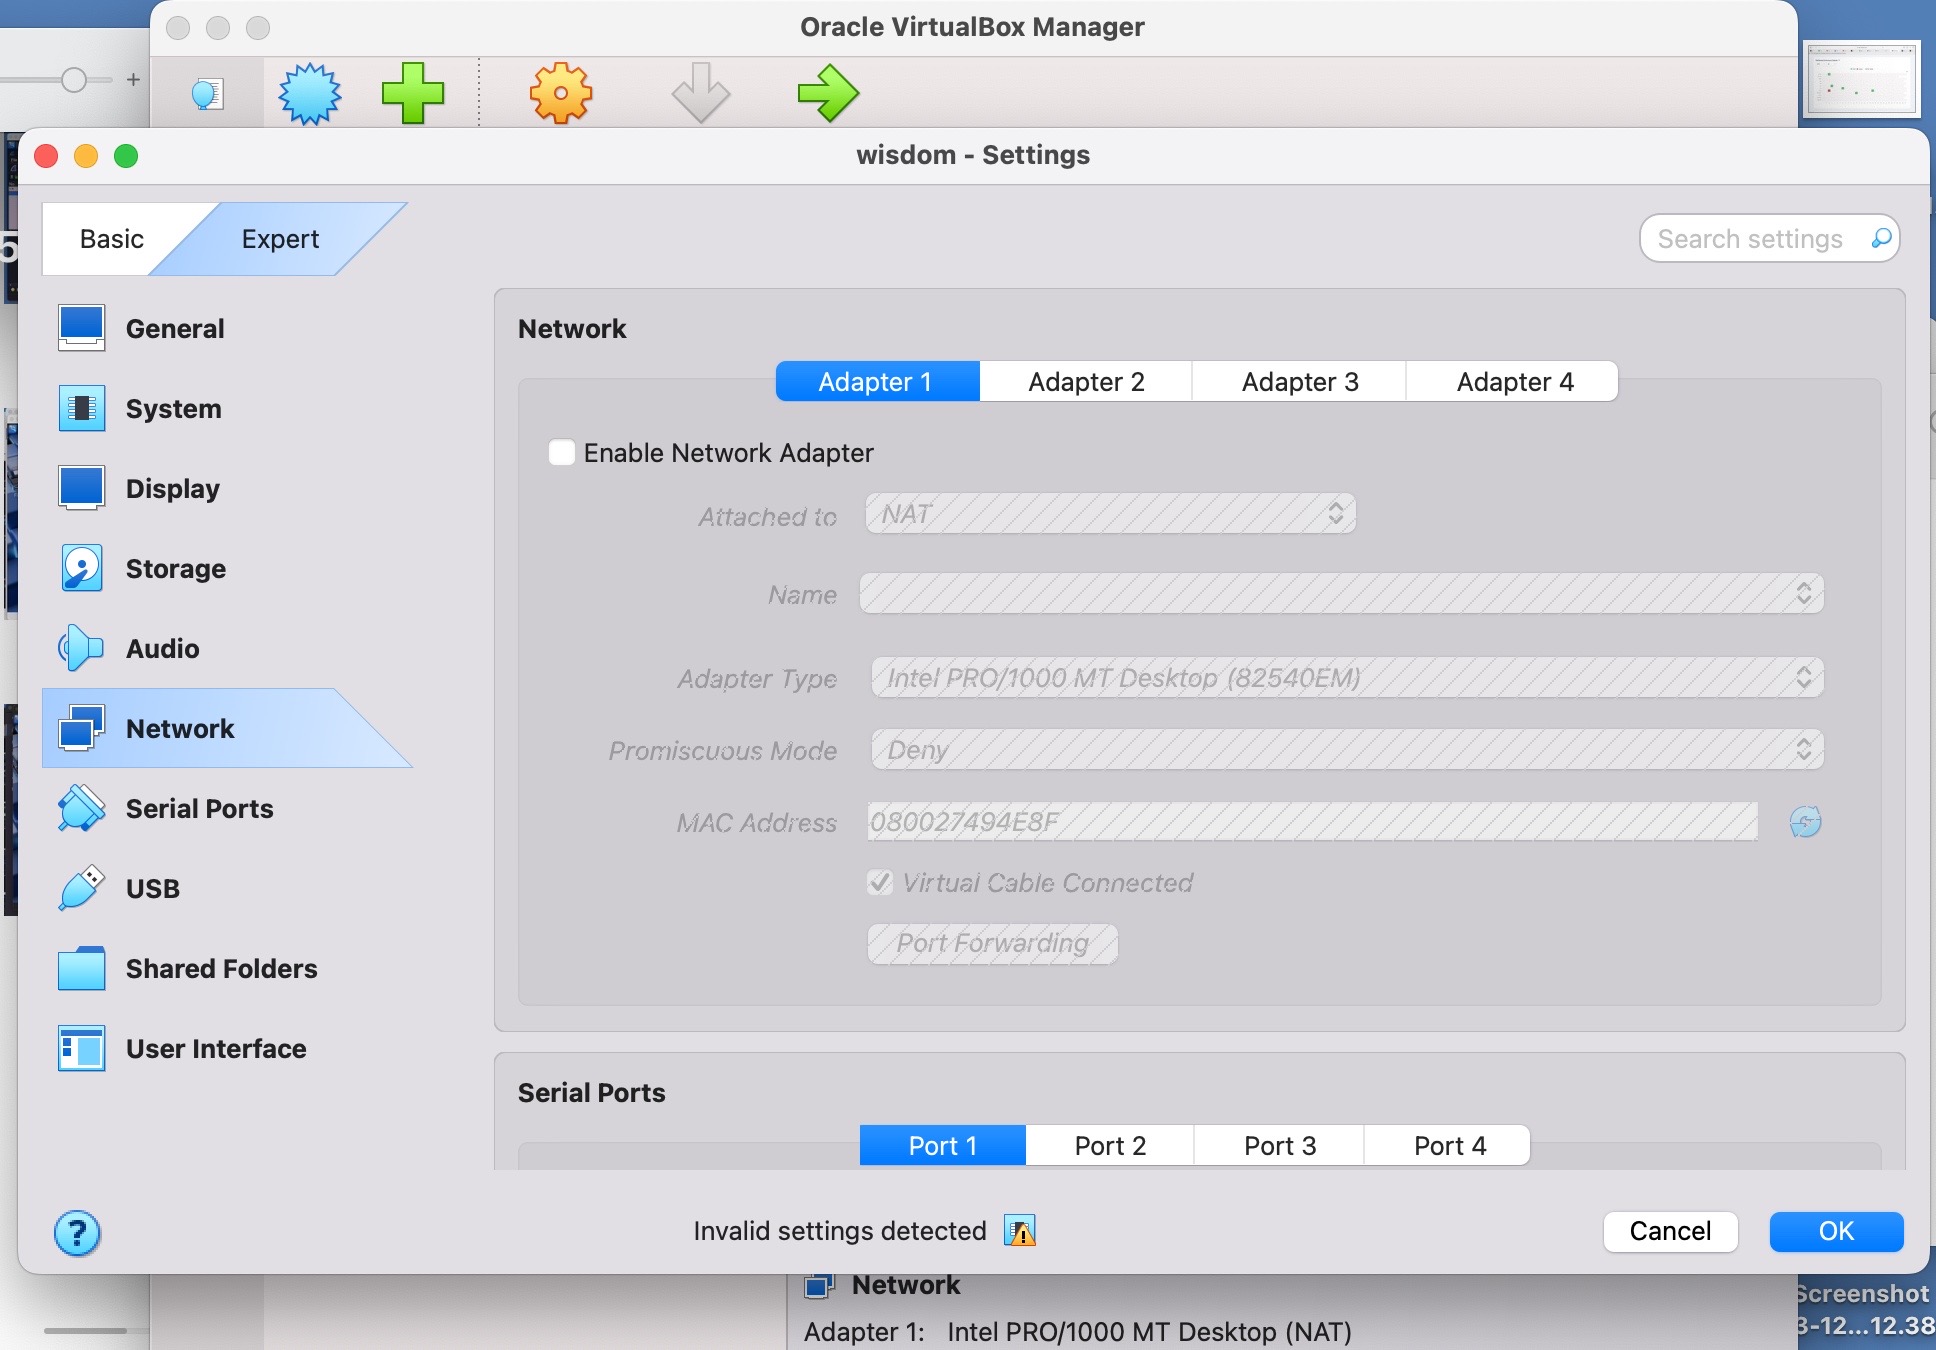 Oracle VirtualBox Manager
wisdom - Settings
Basic
Expert
Search settings
General
System
Display
Storage
Audio
Network
Serial Ports
USB
Shared Folders
User Interface
Network
Adapter 1
Adapter 2
Adapter 3
Adapter 4
Enable Network Adapter
Attached to
NAT
Name
Adapter Type
Intel PRO/1000 MT Desktop (82540EM)
Promiscuous Mode
Deny
MAC Address
080027494E8F
Virtual Cable Connected
Port Forwarding
Serial Ports
Port 1
Port 2
Port 3
Port 4
?
Invalid settings detected
Cancel
OK
Network
Adapter 1: Intel PRO/1000 MT Desktop (NAT)
Screenshot
3-12...12.38
5